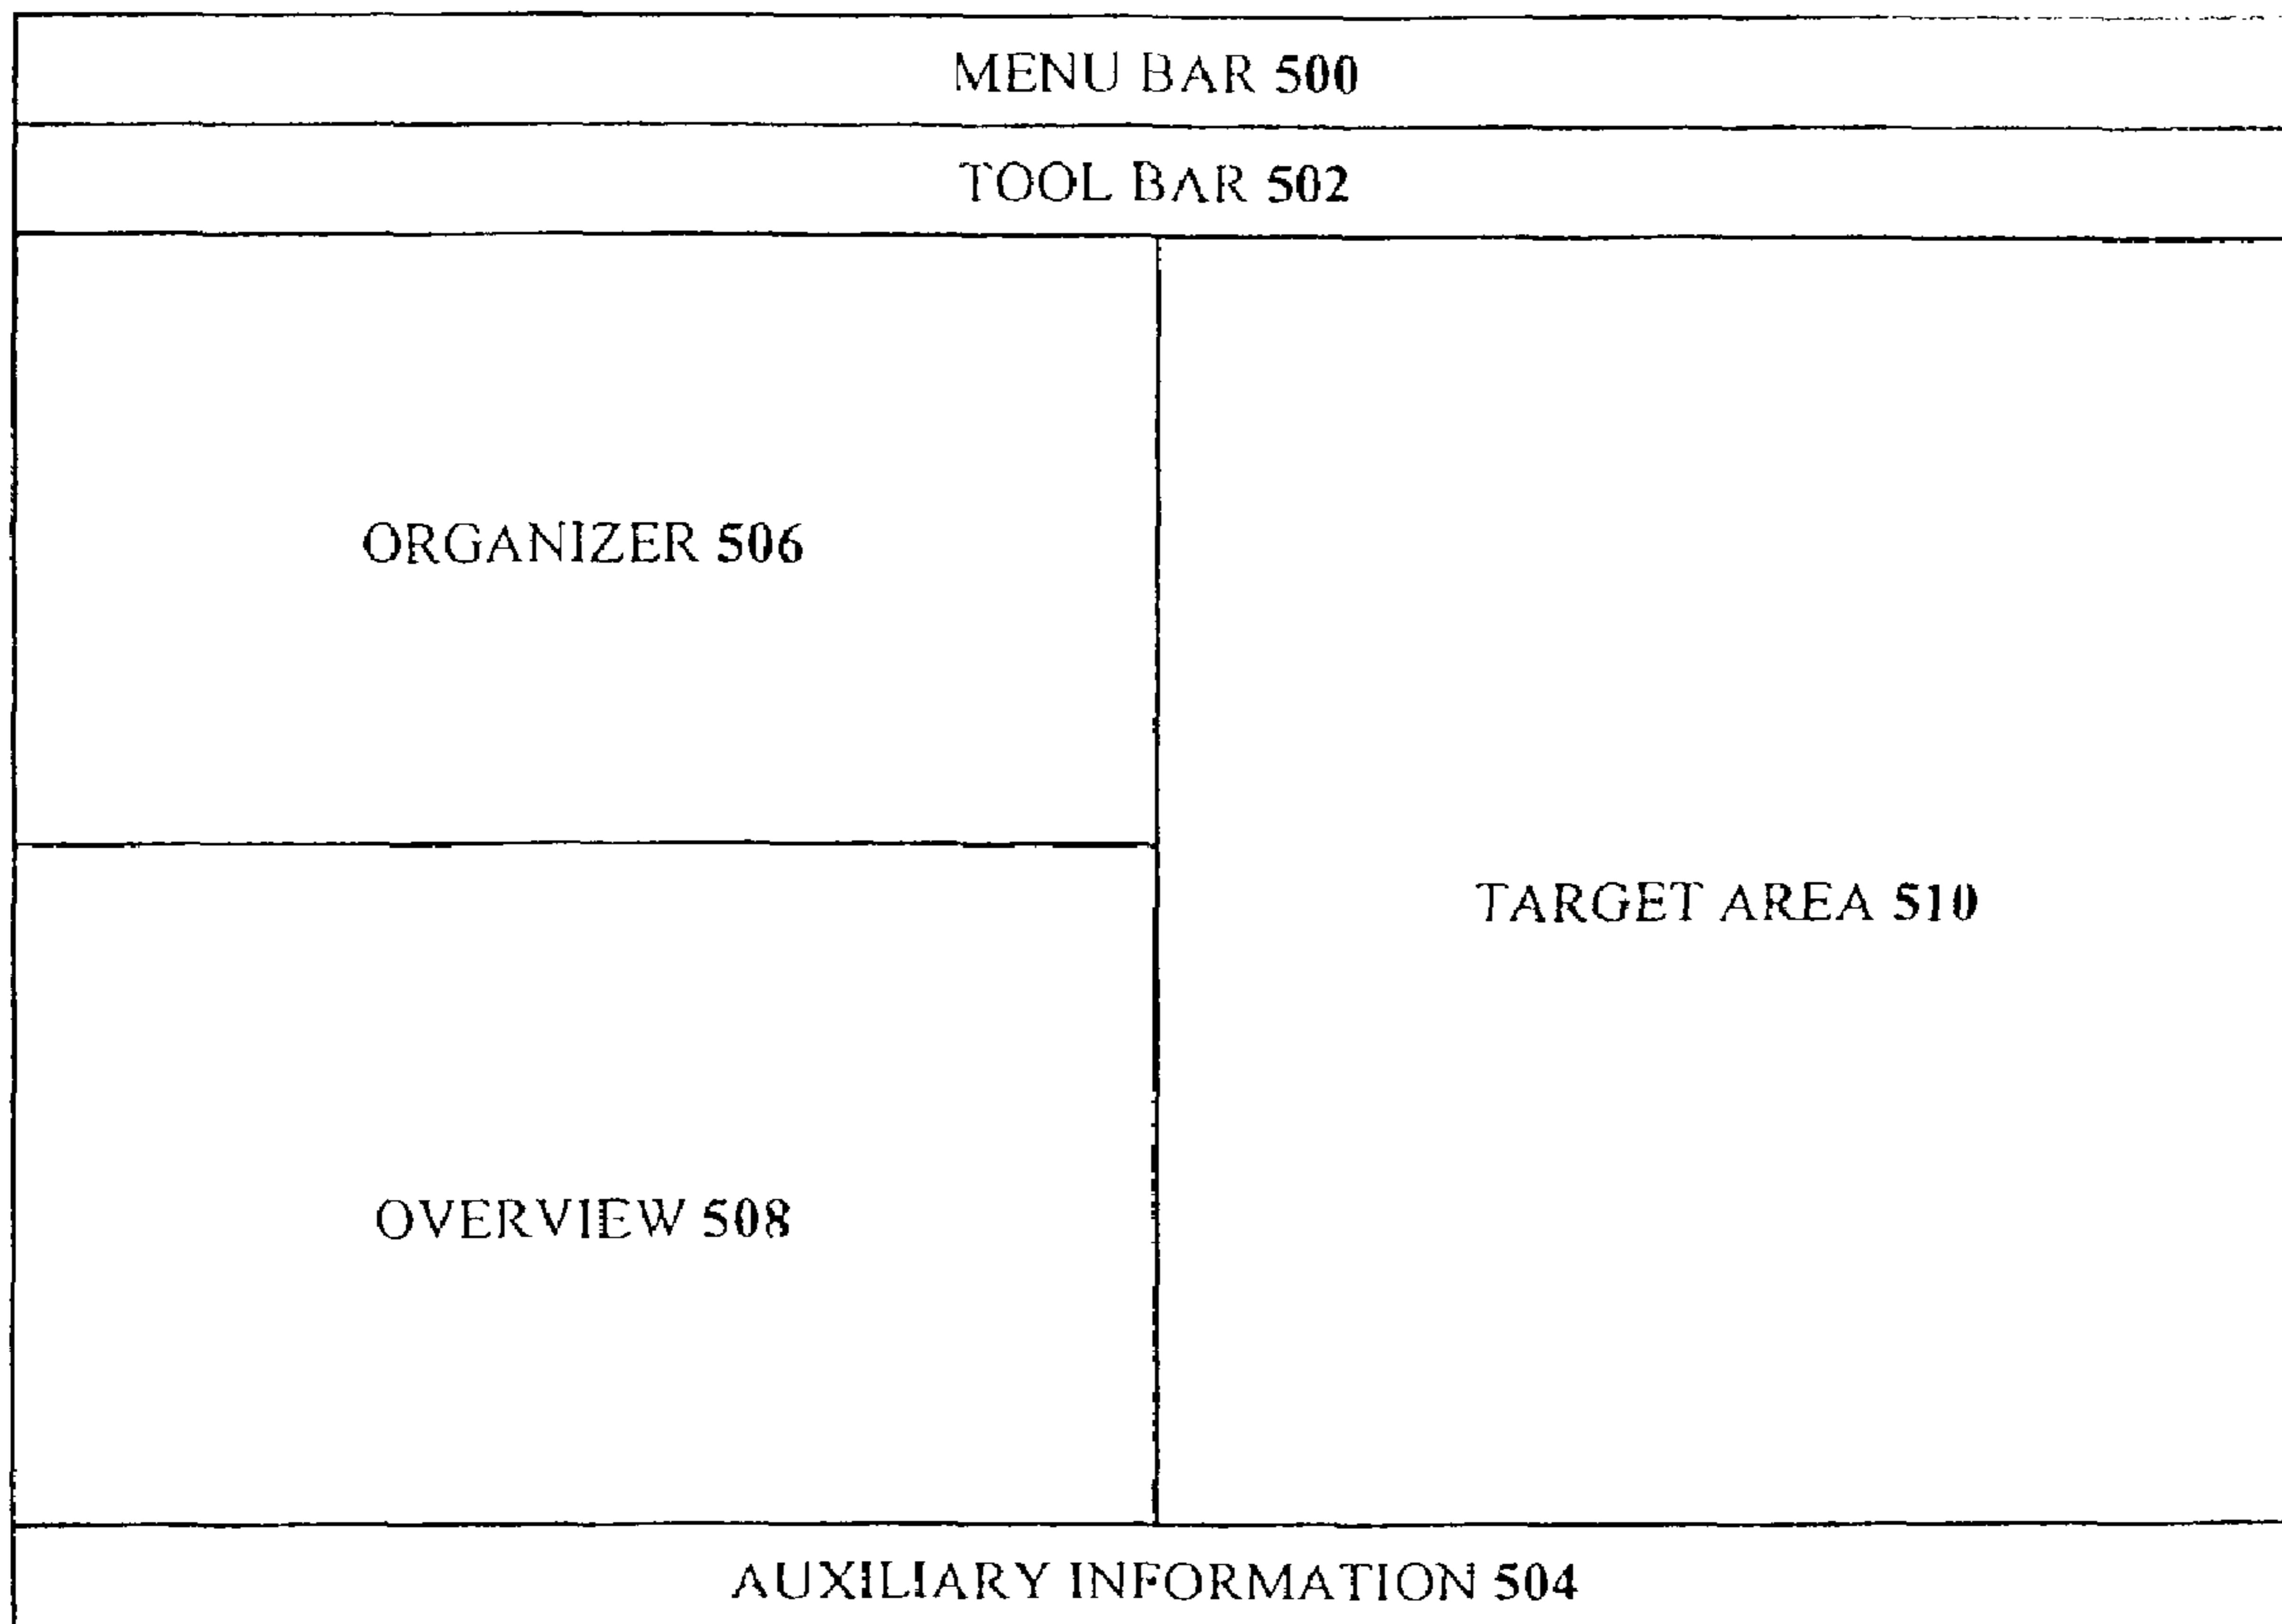 MENU BAR 500
TOOL BAR 502
ORGANIZER 506
TARGET AREA 510
OVERVIEW 508
AUXILIARY INFORMATION 504